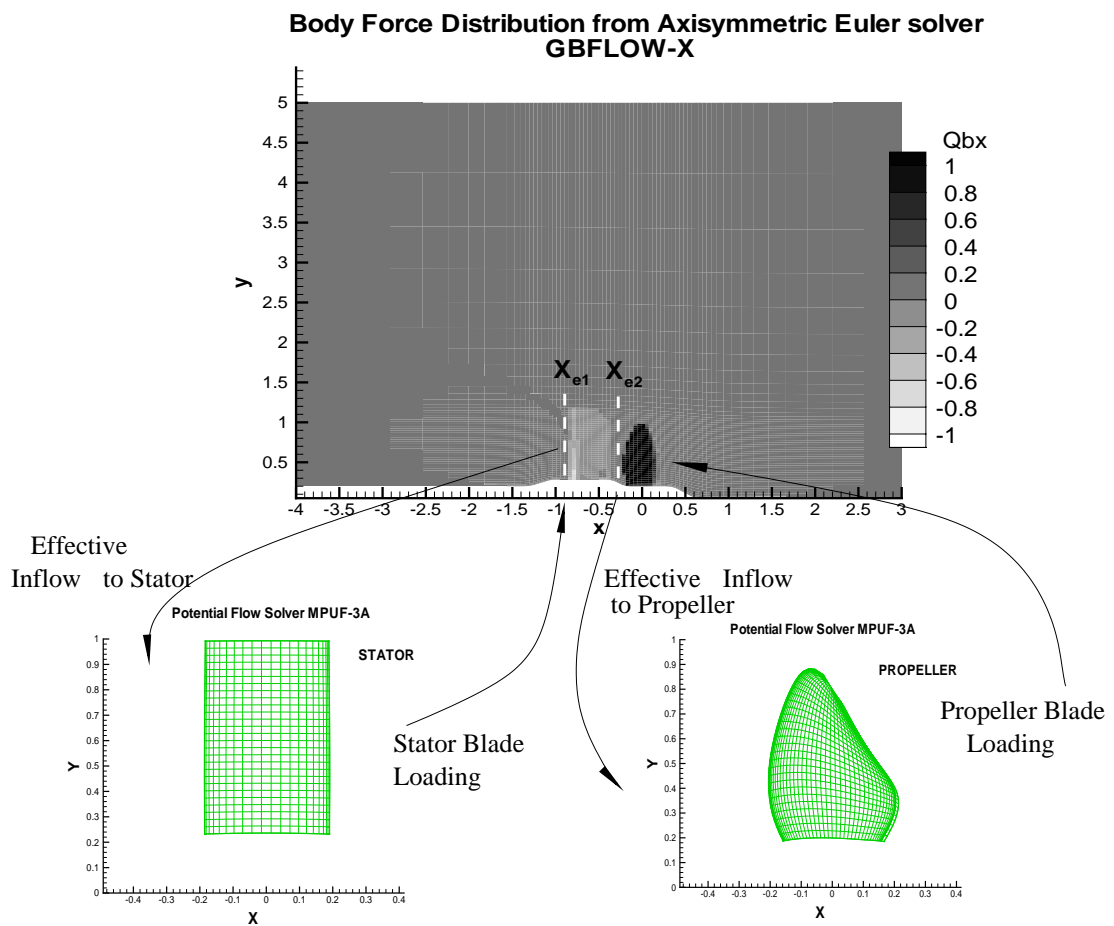 Body Force Distribution from Axisymmetric Euler solver
GBFLOW-X
5
4.5
4
3.5
3
2.5
2
1.5
1
0.5
y
-4 -3.5 -3 -2.5 -2 -1.5 -1 -0.5 0 0.5 1 1.5 2 2.5 3
x
Qbx
1
0.8
0.6
0.4
0.2
0
-0.2
-0.4
-0.6
-0.8
-1
Xe1 Xe2
Effective
Inflow to Stator
Effective Inflow
to Propeller
Potential Flow Solver MPUF-3A
STATOR
1
0.9
0.8
0.7
0.6
0.5
0.4
0.3
0.2
0.1
0
Y
-0.4 -0.3 -0.2 -0.1 0 0.1 0.2 0.3 0.4
X
Stator Blade
Loading
Potential Flow Solver MPUF-3A
PROPELLER
1
0.9
0.8
0.7
0.6
0.5
0.4
0.3
0.2
0.1
0
Y
-0.4 -0.3 -0.2 -0.1 0 0.1 0.2 0.3 0.4
X
Propeller Blade
Loading